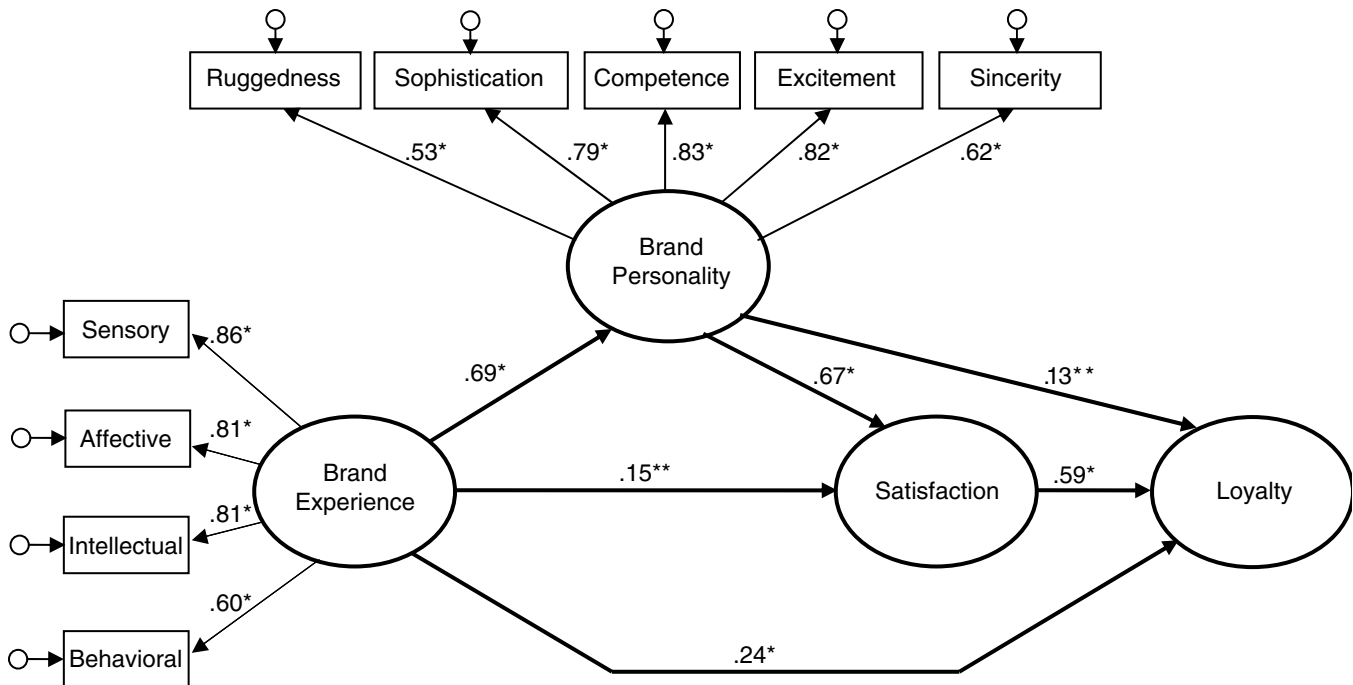 Ruggedness
Sophistication
Competence
Excitement
Sincerity
.53*
.79*
.83*
.82*
.62*
Brand
Personality
Sensory
.86*
.69*
.67*
.13**
Affective
.81*
Brand
Experience
.15**
Satisfaction
.59*
Loyalty
Intellectual
.81*
.60*
Behavioral
.24*